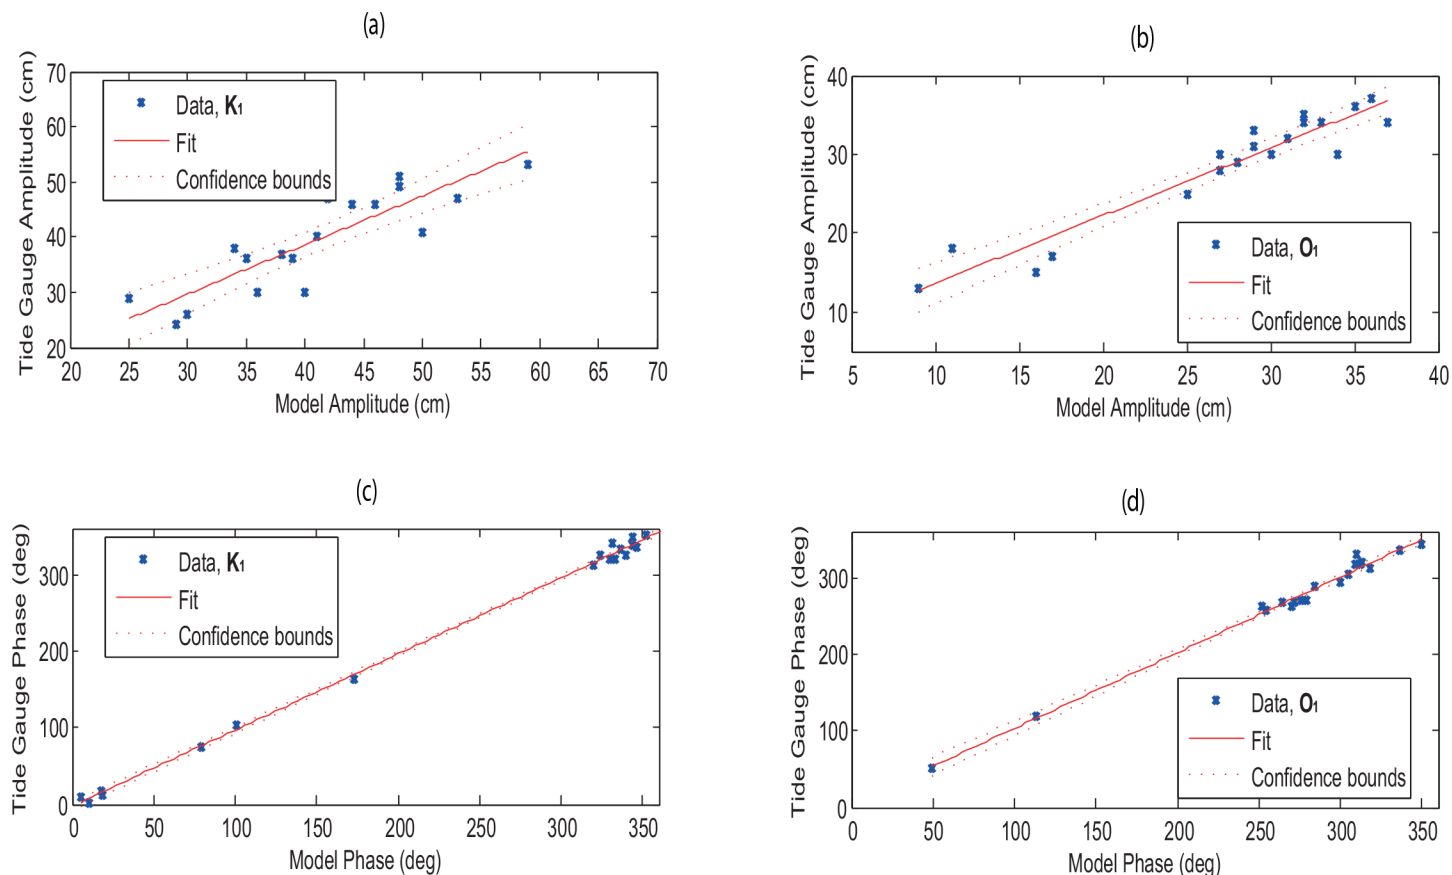 (a)
Tide Gauge Amplitude (cm)
70
60
50
40
30
20
Data, K1
Fit
Confidence bounds
20 25 30 35 40 45 50 55 60 65 70
Model Amplitude (cm)
(b)
Tide Gauge Amplitude (cm)
40
30
20
10
Data, O1
Fit
Confidence bounds
5 10 15 20 25 30 35 40
Model Amplitude (cm)
(c)
Tide Gauge Phase (deg)
300
200
100
0
Data, K1
Fit
Confidence bounds
0 50 100 150 200 250 300 350
Model Phase (deg)
(d)
Tide Gauge Phase (deg)
300
200
100
0
Data, O1
Fit
Confidence bounds
0 50 100 150 200 250 300 350
Model Phase (deg)